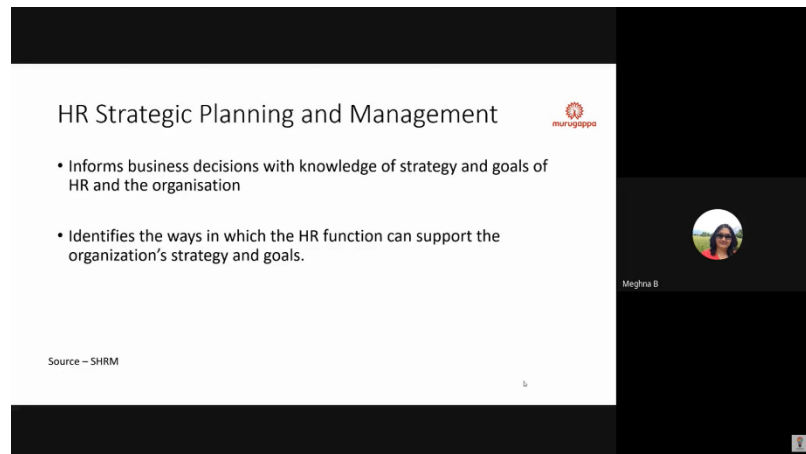 HR Strategic Planning and Management
murugappa
• Informs business decisions with knowledge of strategy and goals of
HR and the organisation
• Identifies the ways in which the HR function can support the
organization's strategy and goals.
Meghna B
Source – SHRM